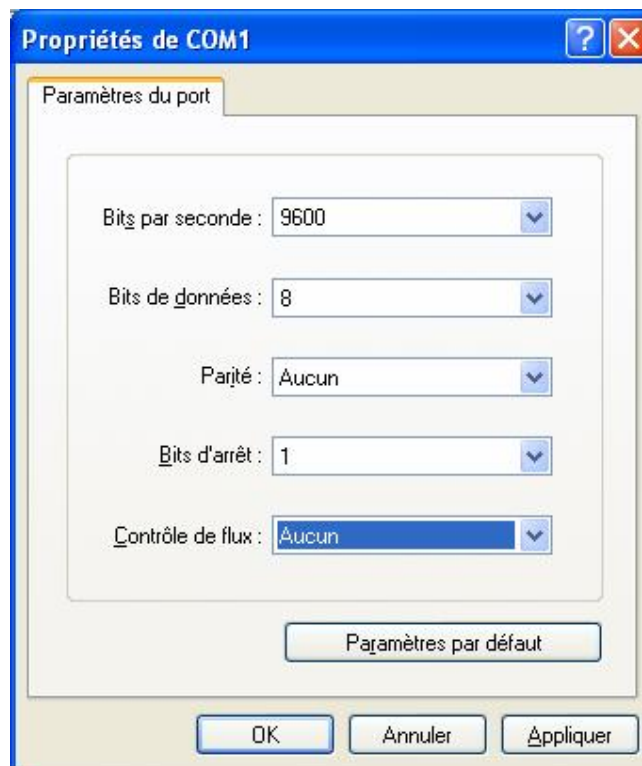 Propriétés de COM1
Paramètres du port
Bits par seconde : 9600
Bits de données : 8
Parité : Aucun
Bits d'arrêt : 1
Contrôle de flux : Aucun
Paramètres par défaut
OK Annuler Appliquer